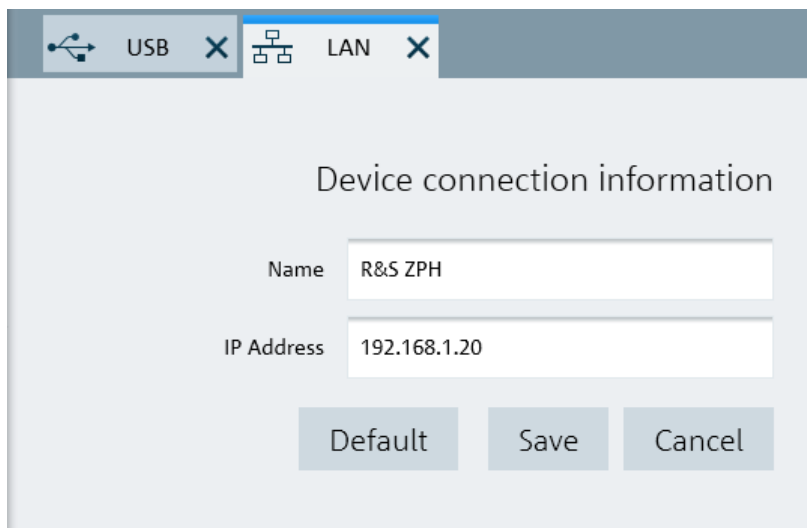 USB LAN
Device connection information
Name R&S ZPH
IP Address 192.168.1.20
Default Save Cancel